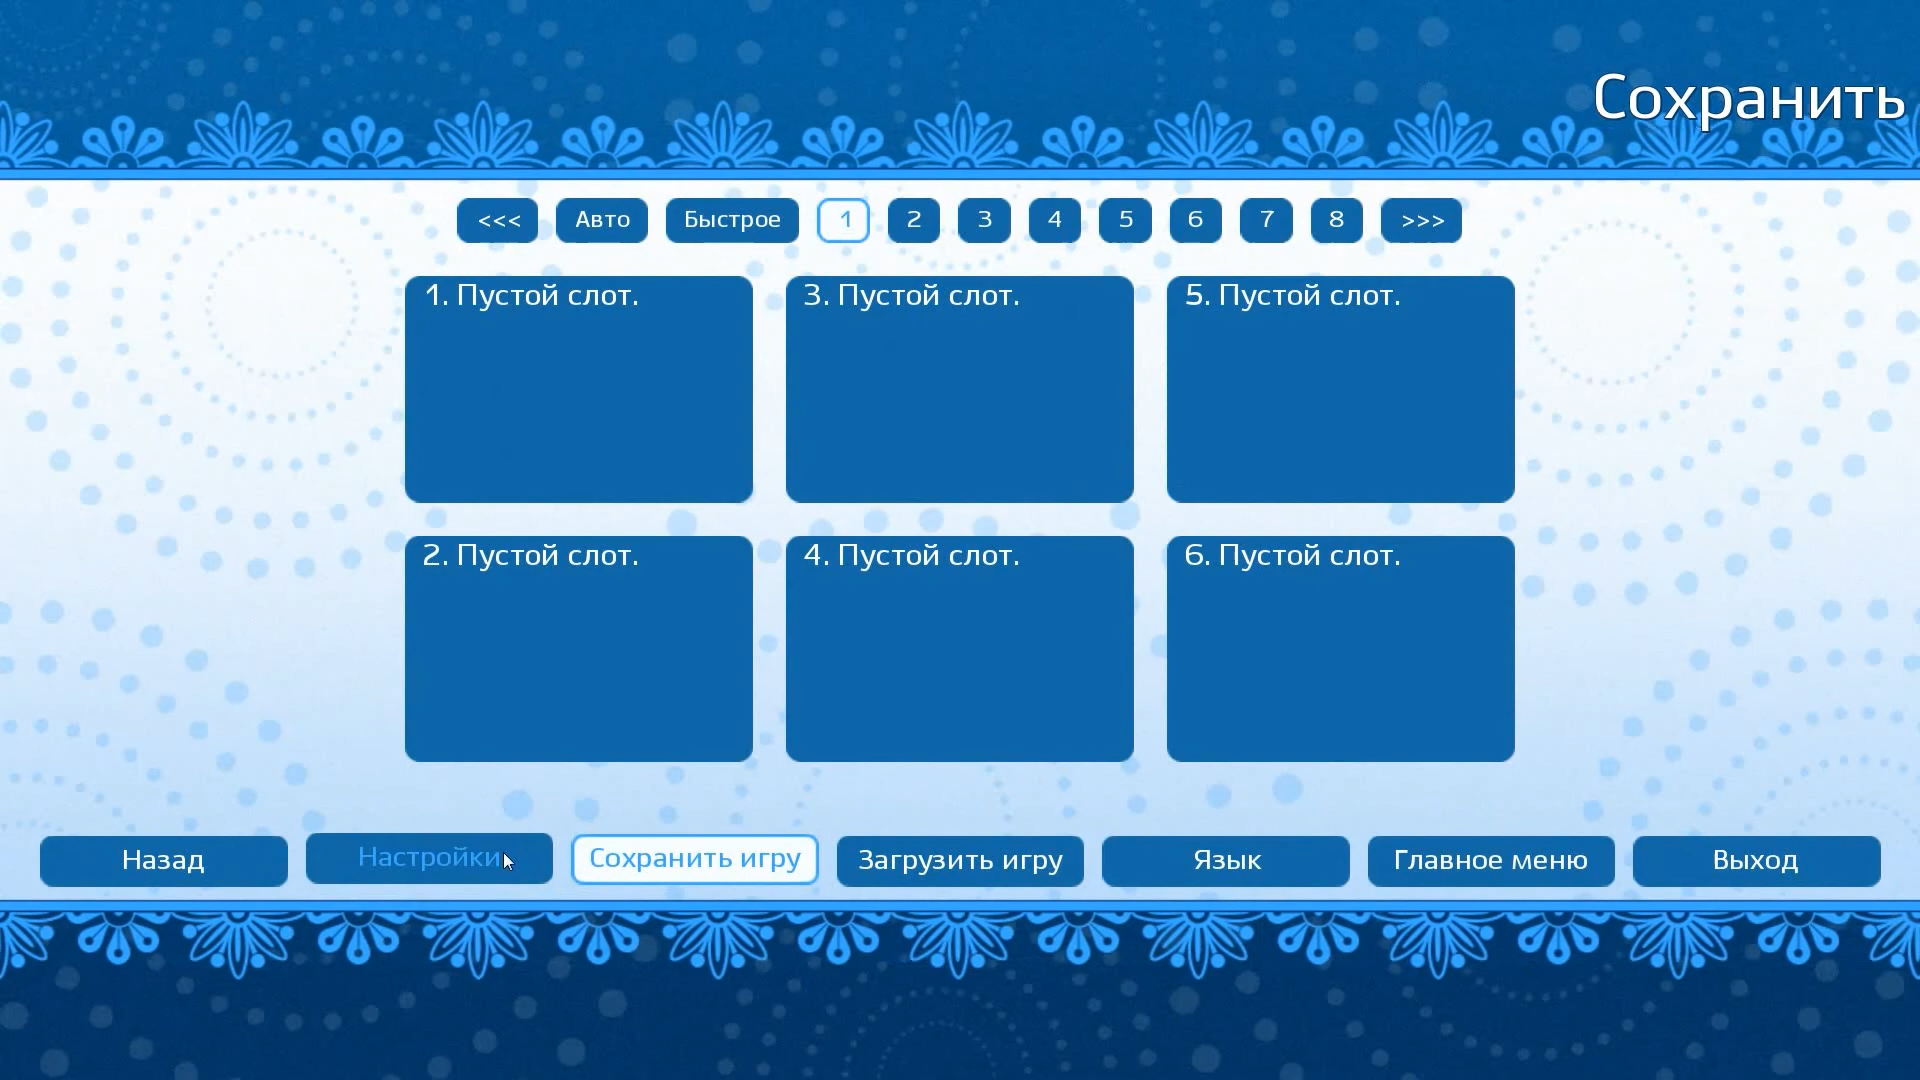 Сохранить
<<< Авто Быстрое 1 2 3 4 5 6 7 8 >>>
1. Пустой слот. 3. Пустой слот. 5. Пустой слот.
2. Пустой слот. 4. Пустой слот. 6. Пустой слот.
Назад Настройки Сохранить игру Загрузить игру Язык Главное меню Выход